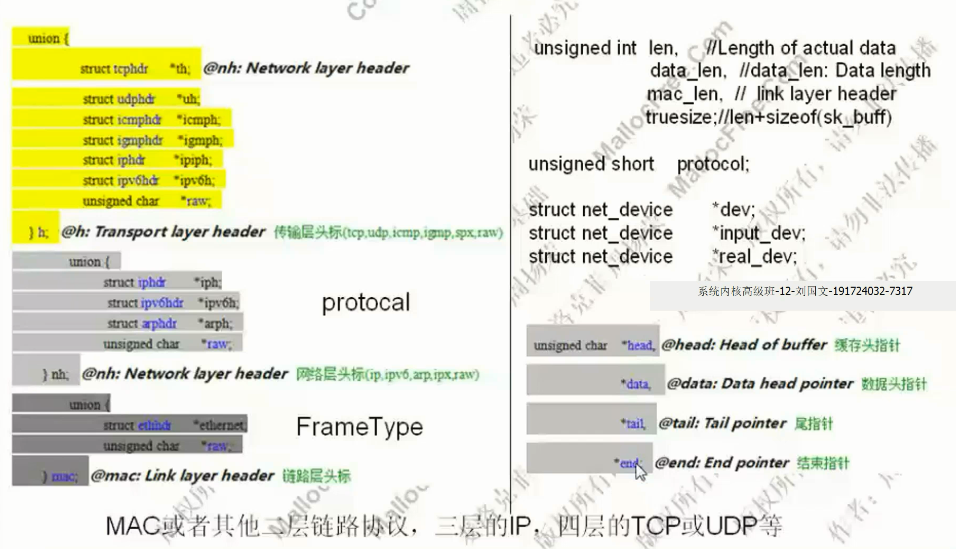 union {
struct tcphdr *th; @nh: Network layer header
struct udphdr *uh;
struct icmphdr *icmph;
struct igmphdr *igmph;
struct iphdr *ipiph;
struct ipv6hdr *ipv6h;
unsigned char *raw;
} h; @h: Transport layer header 传输层头标(tcp,udp,icmp,igmp,spx,raw)
union {
struct iphdr *iph;
struct ipv6hdr *ipv6h;
struct arphdr *arph;
unsigned char *raw;
protocal
} nh; @nh: Network layer header 网络层头标(ip,ipv6,arp,ipx,raw)
union {
struct ethhdr *ethernet;
unsigned char *raw;
FrameType
} mac; @mac: Link layer header 链路层头标
unsigned int len, //Length of actual data
data_len, //data_len: Data length
mac_len, // link layer header
truesize;//len+sizeof(sk_buff)
unsigned short protocol;
struct net_device *dev;
struct net_device *input_dev;
struct net_device *real_dev;
系统内核高级班-12-刘国文-191724032-7317
unsigned char *head, @head: Head of buffer 缓存头指针
*data, @data: Data head pointer 数据头指针
*tail, @tail: Tail pointer 尾指针
*end; @end: End pointer 结束指针
MAC或者其他二层链路协议，三层的IP，四层的TCP或UDP等
MallocFree.Com